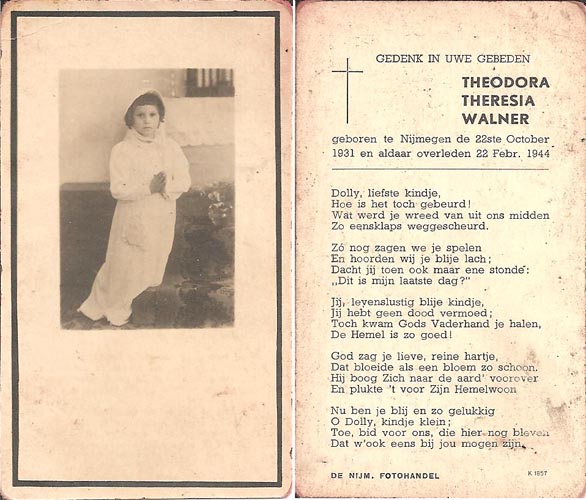 GEDENK IN UWE GEBEDEN
THEODORA
THERESIA
WALNER
geboren te Nijmegen de 22ste October
1931 en aldaar overleden 22 Febr. 1944
Dolly, liefste kindje,
Hoe is het toch gebeurd!
Wat werd je wreed van uit ons midden
Zo eensklaps weggescheurd.
Zó nog zagen we je spelen
En hoorden wij je blije lach;
Dacht jij toen ook maar ene stonde:
„Dit is mijn laatste dag?"
Jij, levenslustig blije kindje,
Jij hebt geen dood vermoed;
Toch kwam Gods Vaderhand je halen,
De Hemel is zo goed!
God zag je lieve, reine hartje,
Dat bloeide als een bloem zo schoon.
Hij boog Zich naar de aard' voorover
En plukte 't voor Zijn Hemelwoon
Nu ben je blij en zo gelukkig
O Dolly, kindje klein;
Toe, bid voor ons, die hier nog bleven
Dat w'ook eens bij jou mogen zijn.
DE NIJM. FOTOHANDEL
K 1857